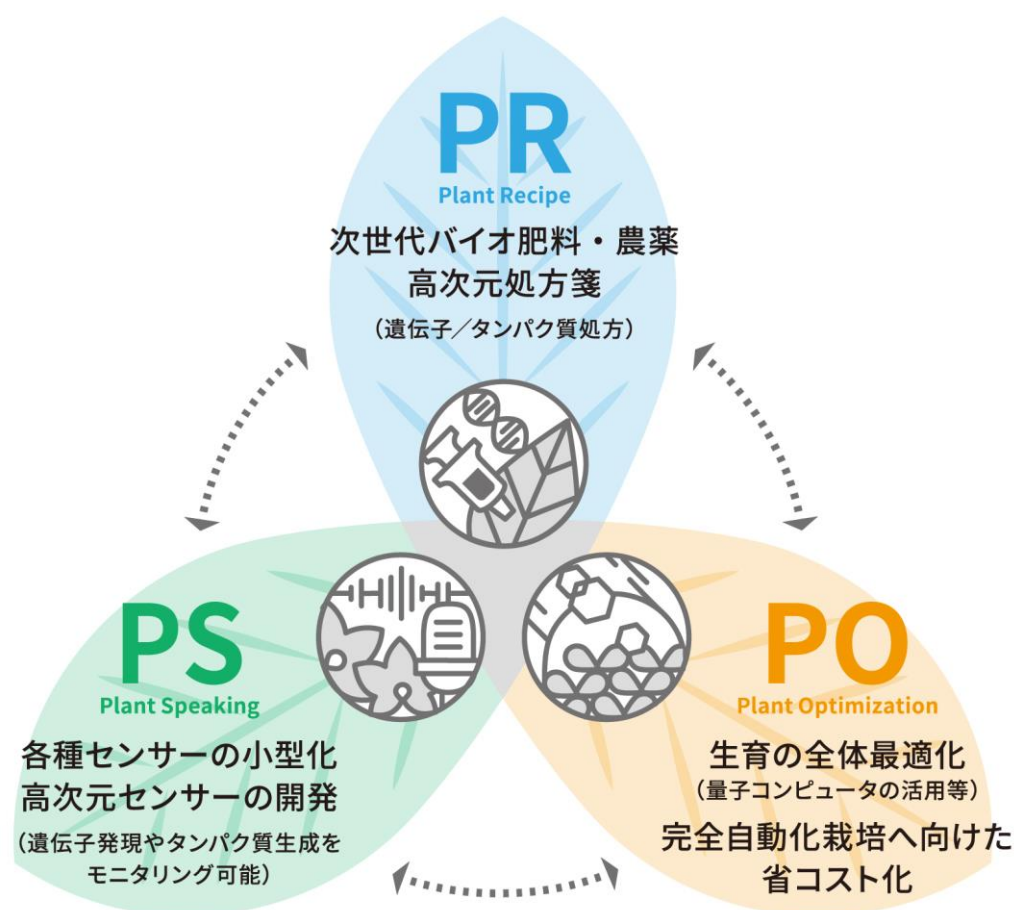 PR
Plant Recipe
次世代バイオ肥料・農薬
高次元処方箋
（遺伝子／タンパク質処方）
PS
Plant Speaking
各種センサーの小型化
高次元センサーの開発
（遺伝子発現やタンパク質生成を
モニタリング可能）
PO
Plant Optimization
生育の全体最適化
（量子コンピュータの活用等）
完全自動化栽培へ向けた
省コスト化